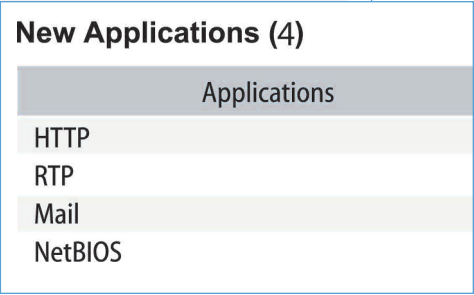 New Applications (4)
Applications
HTTP
RTP
Mail
NetBIOS